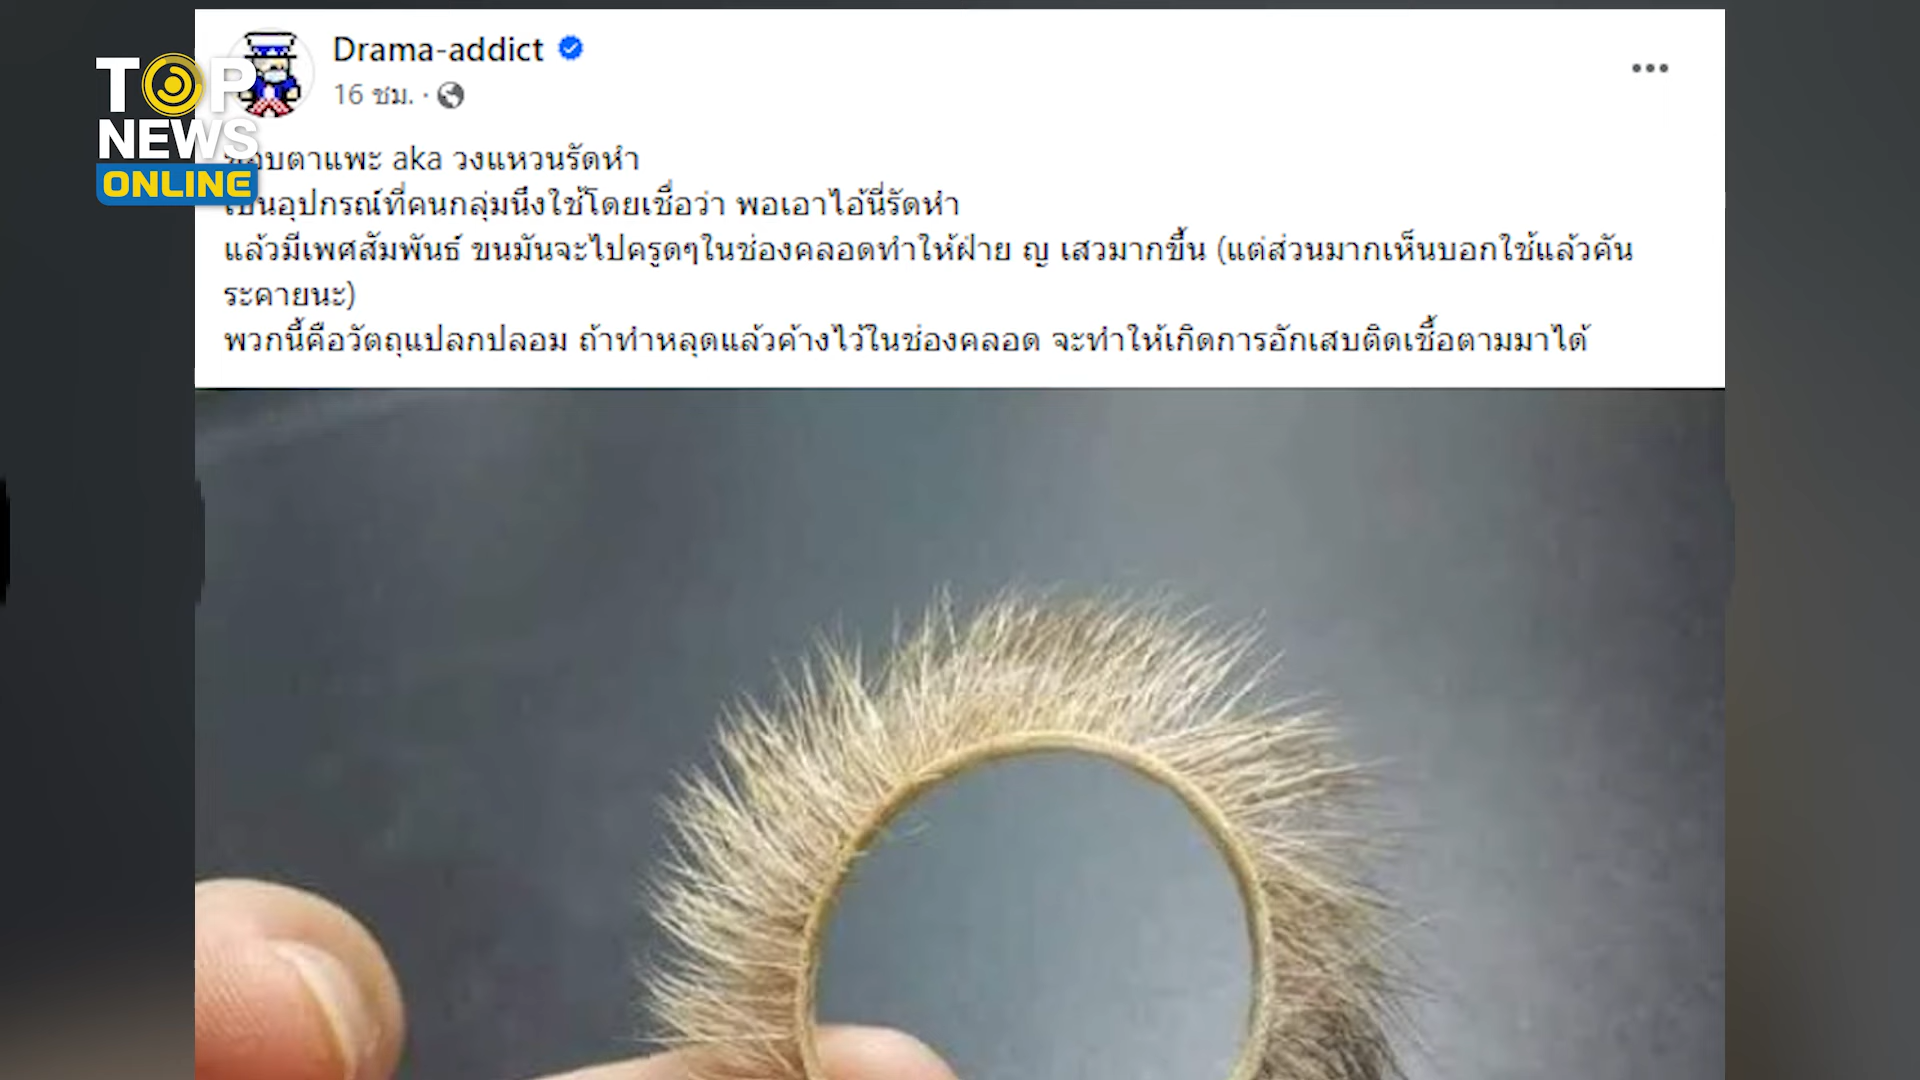 TOP
NEWS
ONLINE
Drama-addict
16 ชม.
ขอบตาแพะ aka วงแหวนรัดหำ
เป็นอุปกรณ์ที่คนกลุ่มนึงใช้โดยเชื่อว่า พอเอาไอ้นี่รัดหำ
แล้วมีเพศสัมพันธ์ ขนมันจะไปครูดๆในช่องคลอดทำให้ฝ่าย ญ เสวมากขึ้น (แต่ส่วนมากเห็นบอกใช้แล้วคัน
ระคายนะ)
พวกนี้คือวัตถุแปลกปลอม ถ้าทำหลุดแล้วค้างไว้ในช่องคลอด จะทำให้เกิดการอักเสบติดเชื้อตามมาได้